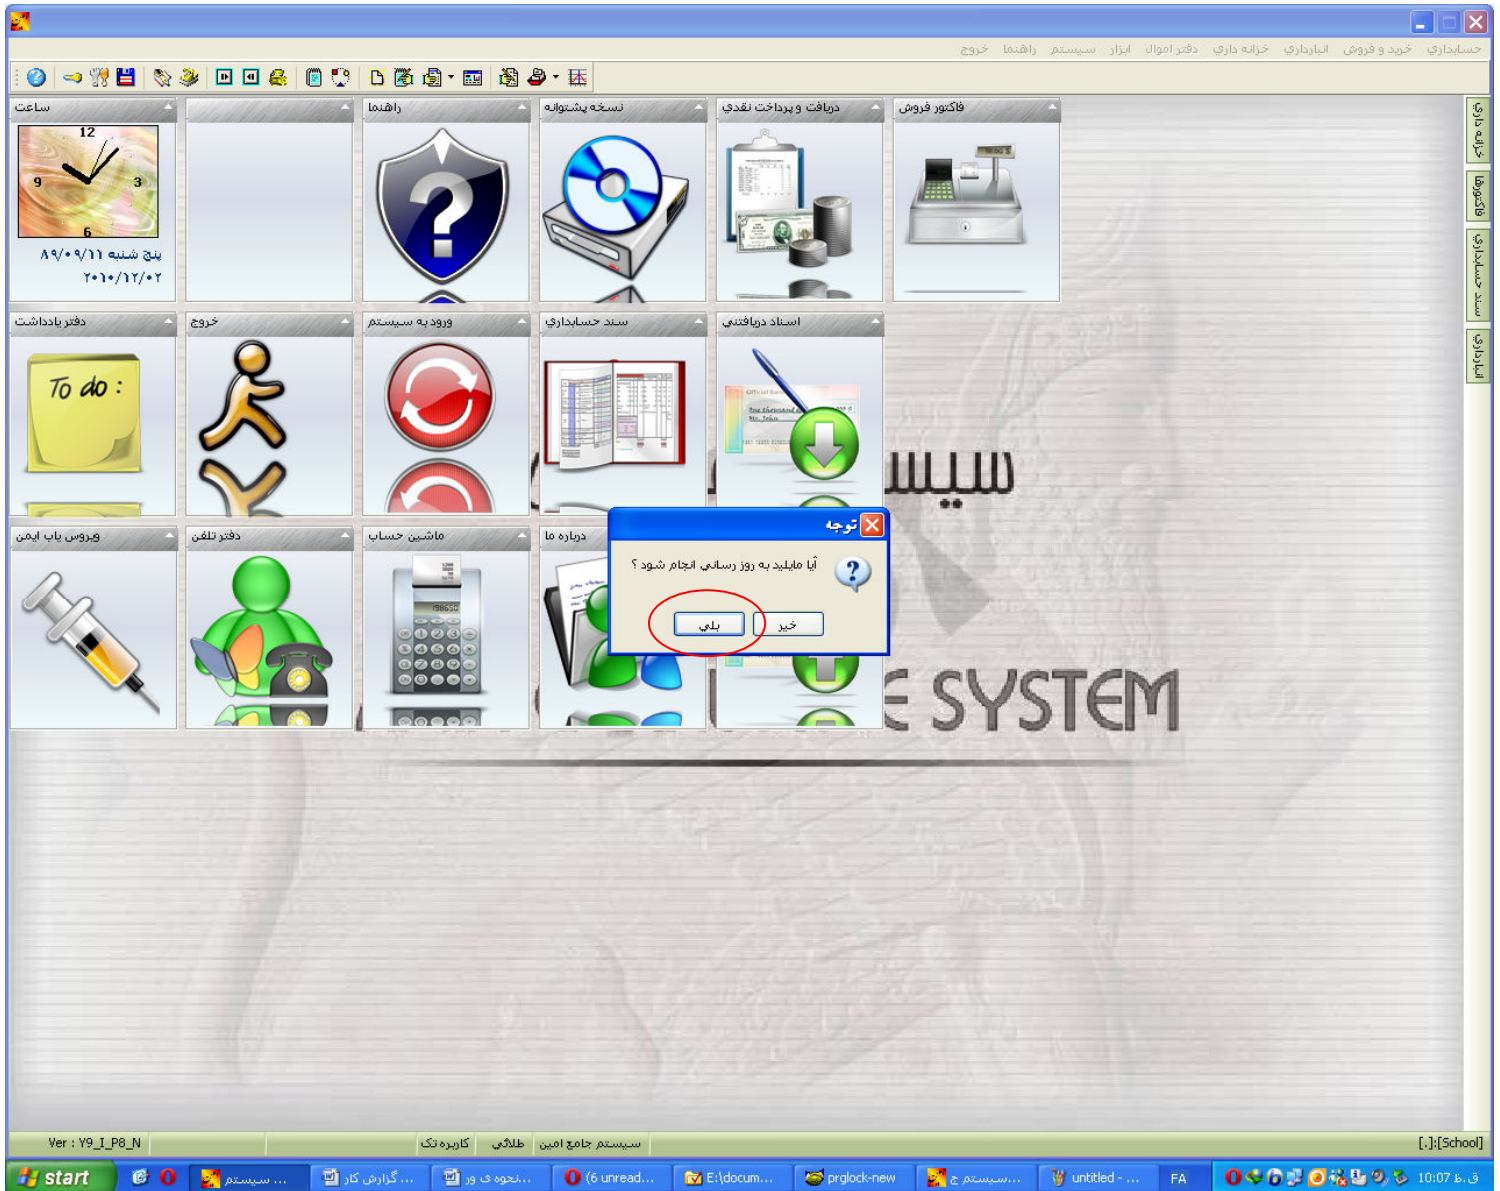 حسابداري خريد و فروش انبارداري خزانه داري دفتر اموال ابزار سيستم راهنما خروج
فاكتور فروش
دريافت و پرداخت نقدي
نسخه پشتوانه
راهنما
ساعت
12
9 3
6
پنج شنبه ۸۹/۰۹/۱۱
۲۰۱۰/۱۲/۰۲
خزانه داري
فاكتورها
سند حسابداري
انبارداري
اسناد دريافتني
سند حسابداري
ورود به سيستم
خروج
دفتر يادداشت
To do :
سيس
درباره ما
ماشين حساب
دفتر تلفن
ويروس ياب ايمن
توجه
آيا مايليد به روز رساني انجام شود ؟
خير
بلي
E SYSTEM
Ver : Y9_I_P8_N
كاربره تک
طلائي
سيستم جامع امين
[.]:[School]
start
سيستم ...
گزارش کار ...
نحوه ی ور...
(6 unread...
E:\docum...
prglock-new
سيستم ج...
untitled - ...
FA
10:07 ق.ظ